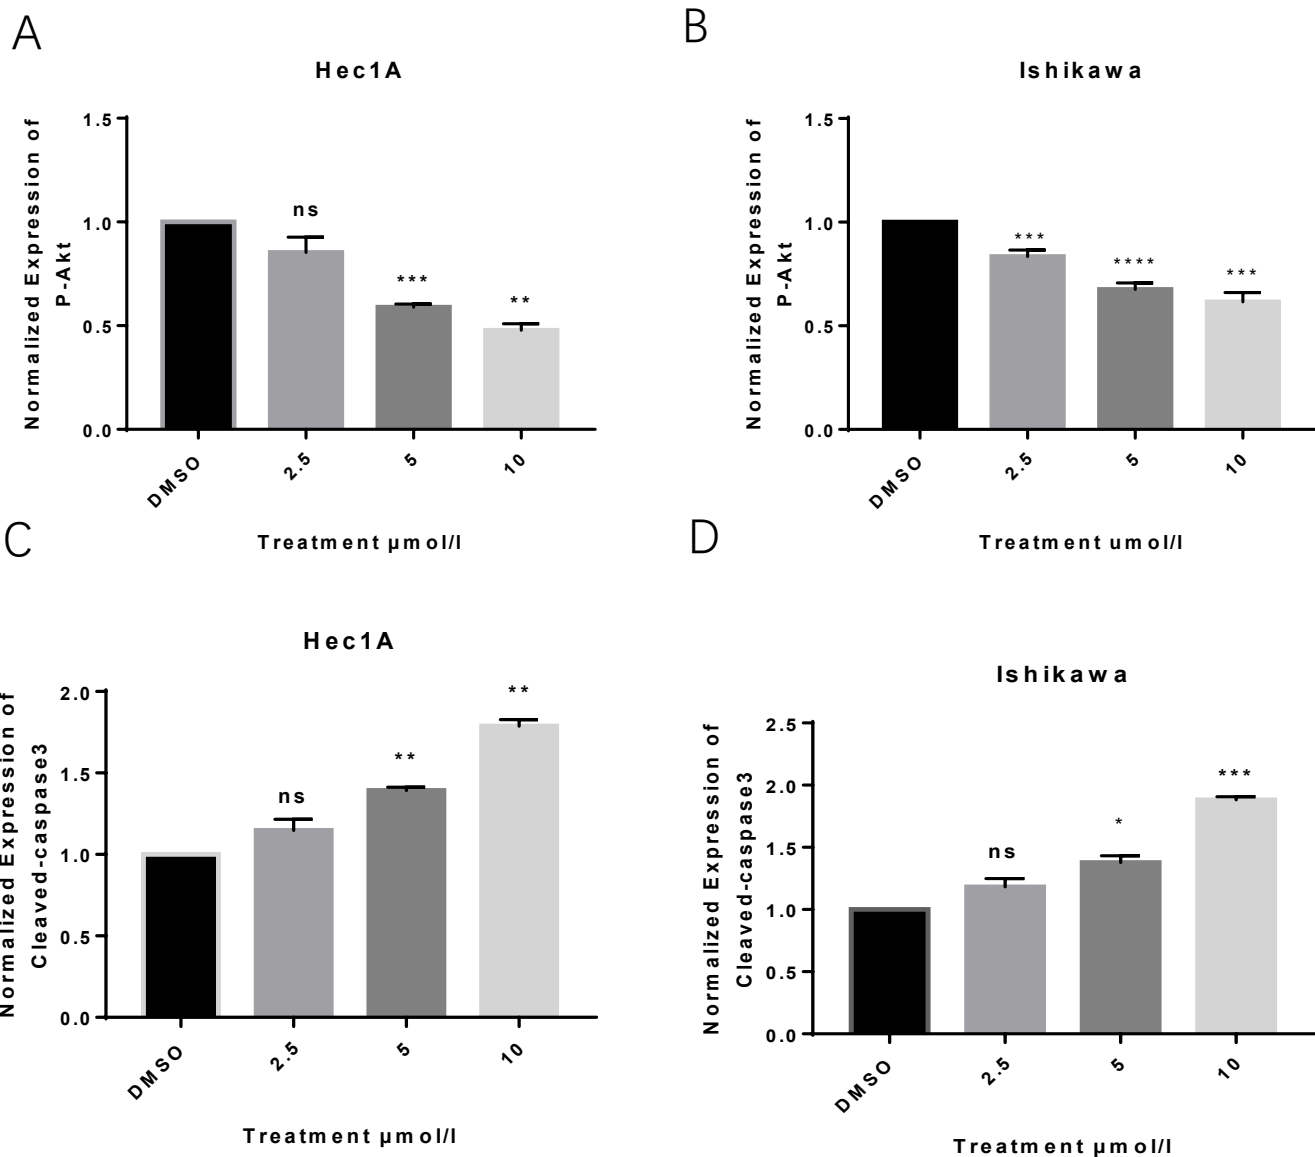 A
Hec1A
Normalized Expression of
P-Akt
1.5
1.0
0.5
0.0
ns
***
**
DMSO
2.5
5
10
Treatment µmol/l
B
Ishikawa
Normalized Expression of
P-Akt
1.5
1.0
0.5
0.0
***
****
***
DMSO
2.5
5
10
Treatment umol/l
C
Hec1A
Normalized Expression of
Cleaved-caspase3
2.0
1.5
1.0
0.5
0.0
ns
**
**
DMSO
2.5
5
10
Treatment µmol/l
D
Ishikawa
Normalized Expression of
Cleaved-caspase3
2.5
2.0
1.5
1.0
0.5
0.0
ns
*
***
DMSO
2.5
5
10
Treatment µmol/l